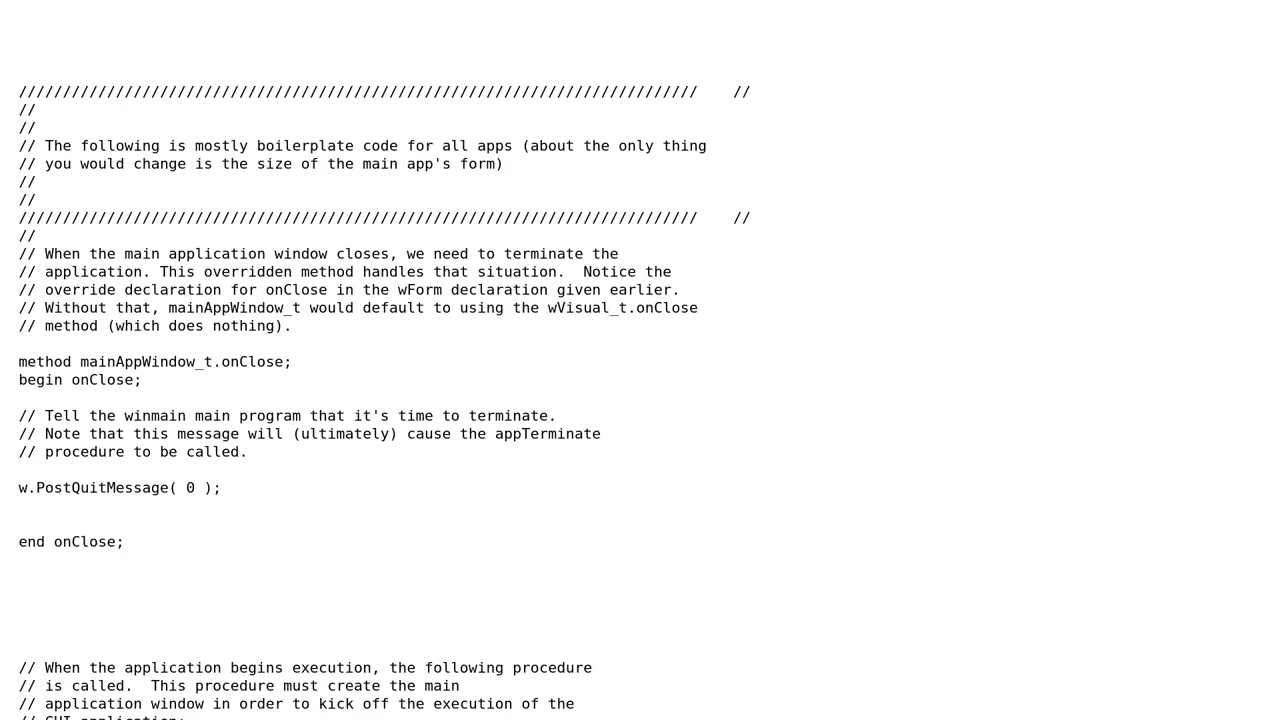 /////////////////////////////////////////////////////////////////////////////    //
//
//
// The following is mostly boilerplate code for all apps (about the only thing
// you would change is the size of the main app's form)
//
//
/////////////////////////////////////////////////////////////////////////////    //
//
// When the main application window closes, we need to terminate the
// application. This overridden method handles that situation.  Notice the
// override declaration for onClose in the wForm declaration given earlier.
// Without that, mainAppWindow_t would default to using the wVisual_t.onClose
// method (which does nothing).
method mainAppWindow_t.onClose;
begin onClose;
// Tell the winmain main program that it's time to terminate.
// Note that this message will (ultimately) cause the appTerminate
// procedure to be called.
w.PostQuitMessage( 0 );
end onClose;
// When the application begins execution, the following procedure
// is called.  This procedure must create the main
// application window in order to kick off the execution of the
// GUI application: